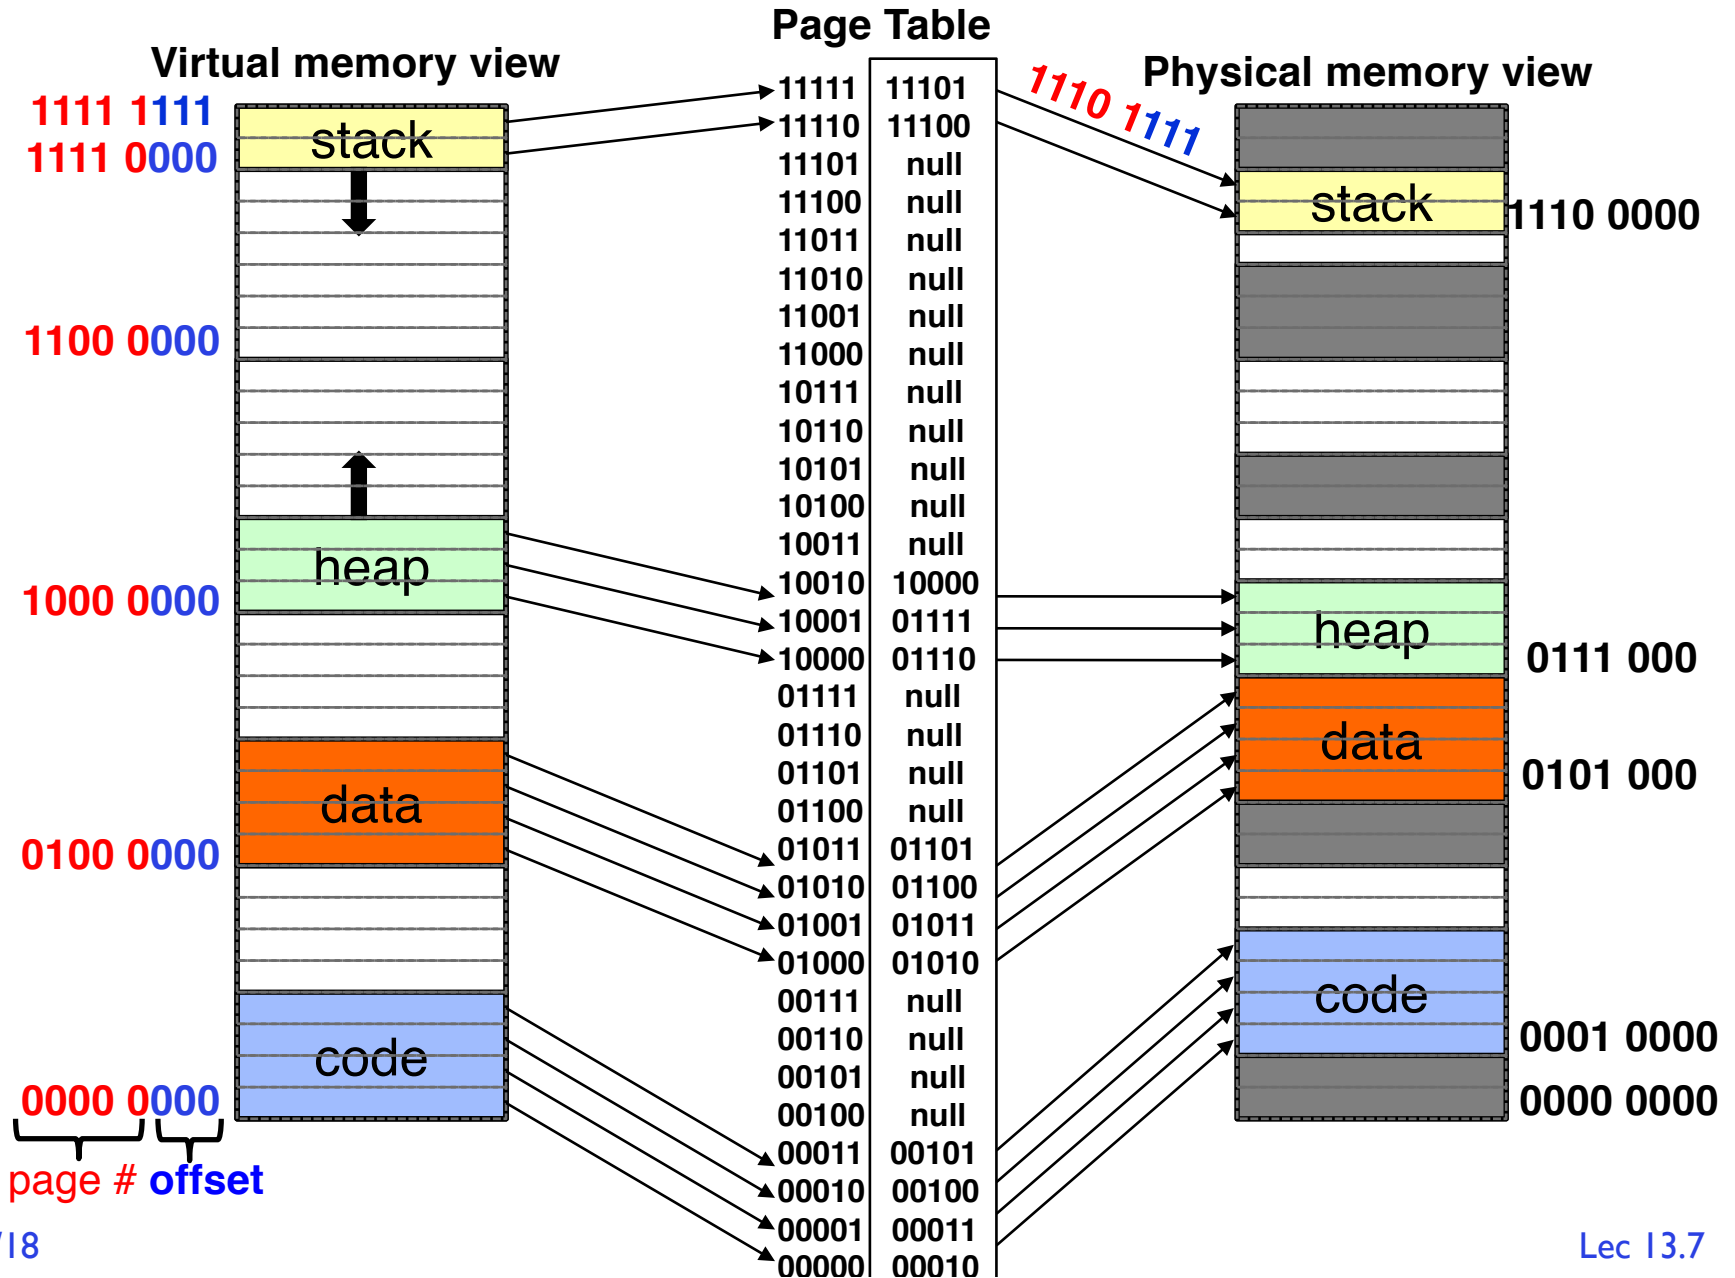 Page Table
Virtual memory view
Physical memory view
1111 1111
1111 0000
1100 0000
1000 0000
0100 0000
0000 0000
page # offset
stack
heap
data
code
11111 11101
11110 11100
11101 null
11100 null
11011 null
11010 null
11001 null
11000 null
10111 null
10110 null
10101 null
10100 null
10011 null
10010 10000
10001 01111
10000 01110
01111 null
01110 null
01101 null
01100 null
01011 01101
01010 01100
01001 01011
01000 01010
00111 null
00110 null
00101 null
00100 null
00011 00101
00010 00100
00001 00011
00000 00010
1110 1111
stack
heap
data
code
1110 0000
0111 000
0101 000
0001 0000
0000 0000
/18
Lec 13.7